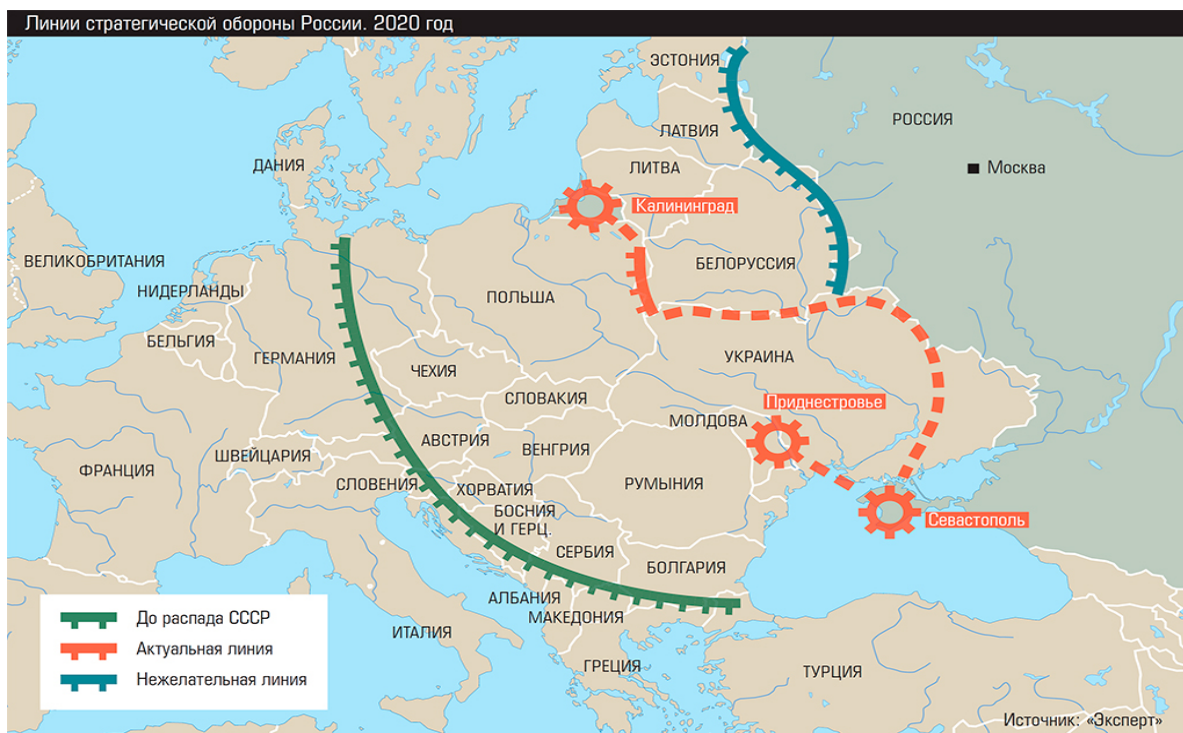 Линии стратегической обороны России. 2020 год
ЭСТОНИЯ
РОССИЯ
ЛАТВИЯ
ДАНИЯ
ЛИТВА
Москва
Калининград
ВЕЛИКОБРИТАНИЯ
БЕЛОРУССИЯ
НИДЕРЛАНДЫ
ПОЛЬША
БЕЛЬГИЯ
ГЕРМАНИЯ
УКРАИНА
ЧЕХИЯ
СЛОВАКИЯ
Приднестровье
МОЛДОВА
АВСТРИЯ
ВЕНГРИЯ
ШВЕЙЦАРИЯ
ФРАНЦИЯ
СЛОВЕНИЯ
РУМЫНИЯ
ХОРВАТИЯ
БОСНИЯ
И ГЕРЦ.
Севастополь
СЕРБИЯ
БОЛГАРИЯ
АЛБАНИЯ
МАКЕДОНИЯ
ИТАЛИЯ
ГРЕЦИЯ
ТУРЦИЯ
До распада СССР
Актуальная линия
Нежелательная линия
Источник: «Эксперт»